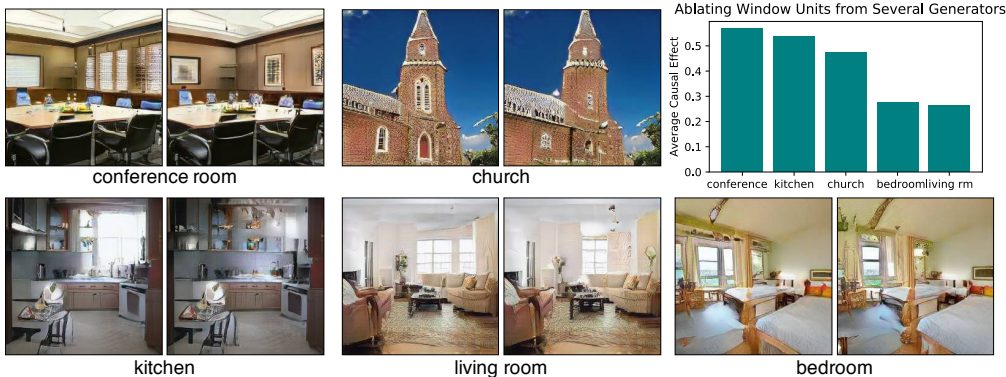 Ablating Window Units from Several Generators
Average Causal Effect
0.5
0.4
0.3
0.2
0.1
0.0
conference kitchen church bedroom living rm
conference room
church
kitchen
living room
bedroom